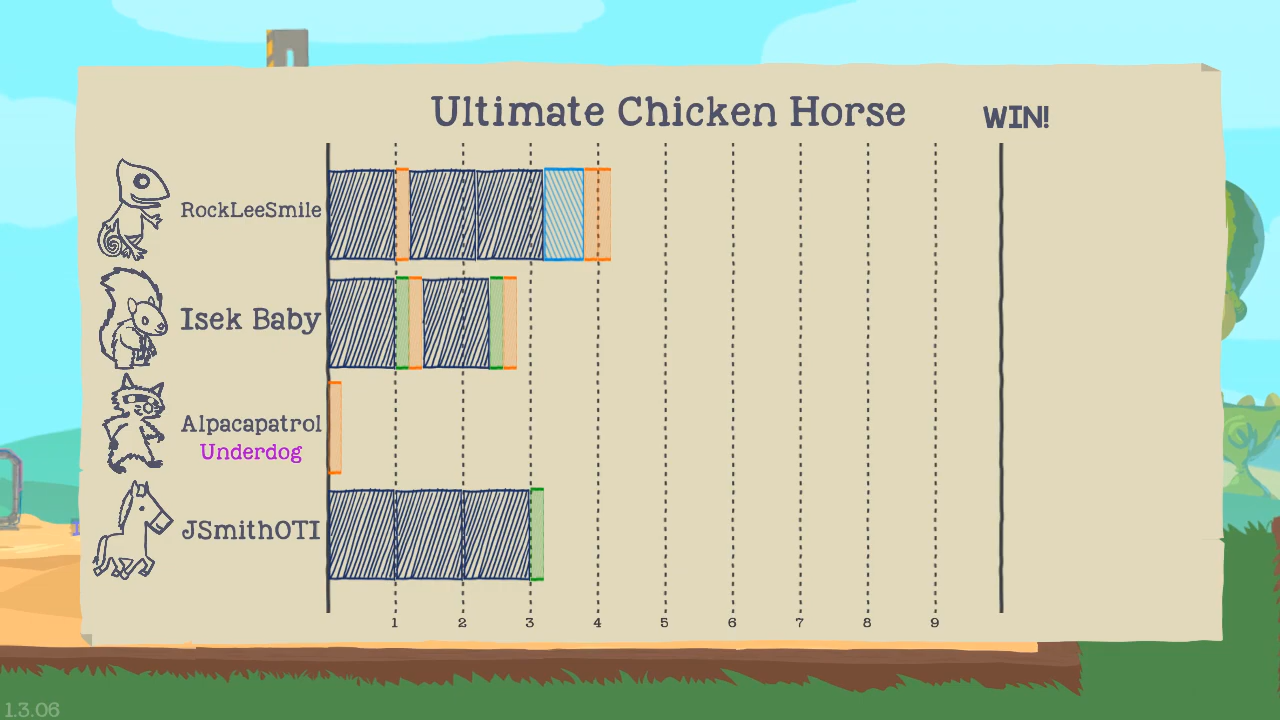 Ultimate Chicken Horse
WIN!
RockLeeSmile
Isek Baby
Alpacapatrol
Underdog
JSmithOTI
1 2 3 4 5 6 7 8 9
1.3.06